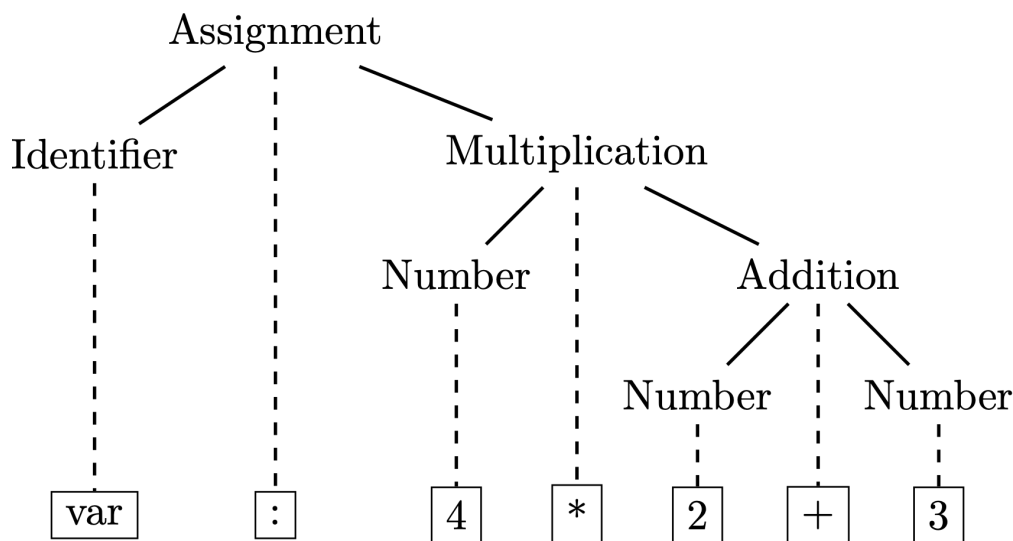 Assignment
Identifier
Multiplication
Number
Addition
Number
Number
var
:
4
*
2
+
3